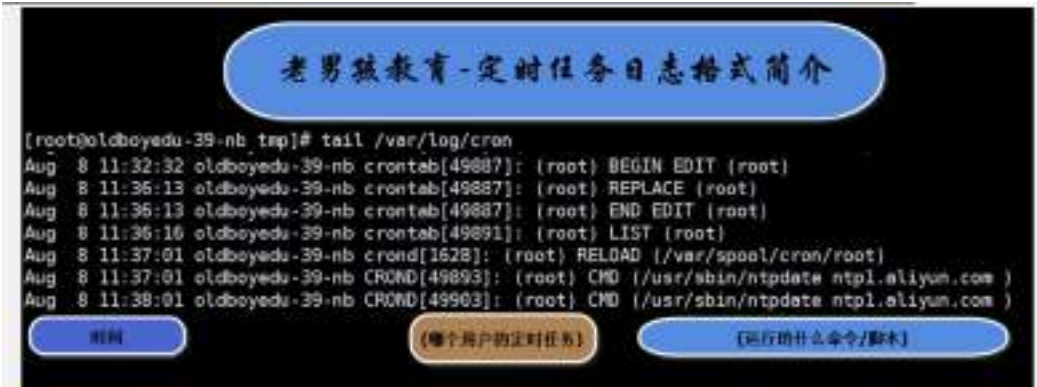 老男孩教育-定时任务日志格式简介
[root@oldboyedu-39-nb tmp]# tail /var/log/cron
Aug  8 11:32:32 oldboyedu-39-nb crontab[49887]: (root) BEGIN EDIT (root)
Aug  8 11:36:13 oldboyedu-39-nb crontab[49887]: (root) REPLACE (root)
Aug  8 11:36:13 oldboyedu-39-nb crontab[49887]: (root) END EDIT (root)
Aug  8 11:36:16 oldboyedu-39-nb crontab[49891]: (root) LIST (root)
Aug  8 11:37:01 oldboyedu-39-nb crond[1628]: (root) RELOAD (/var/spool/cron/root)
Aug  8 11:37:01 oldboyedu-39-nb CROND[49893]: (root) CMD (/usr/sbin/ntpdate ntp1.aliyun.com )
Aug  8 11:38:01 oldboyedu-39-nb CROND[49903]: (root) CMD (/usr/sbin/ntpdate ntp1.aliyun.com )
时间
(哪个用户的定时任务)
(运行的什么命令/脚本)